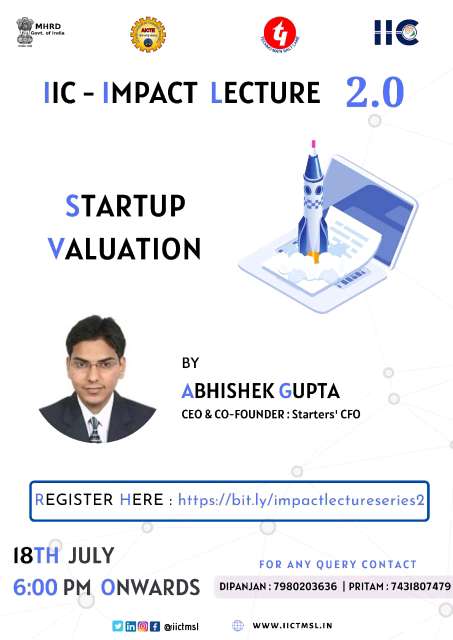 MHRD
Govt. of India
AICTE
IIC
IIC - IMPACT LECTURE 2.0
STARTUP
VALUATION
BY
ABHISHEK GUPTA
CEO & CO-FOUNDER : Starters' CFO
REGISTER HERE : https://bit.ly/impactlectureseries2
18TH JULY
6:00 PM ONWARDS
FOR ANY QUERY CONTACT
DIPANJAN : 7980203636 | PRITAM : 7431807479
@iictmsl
WWW.IICTMSL.IN